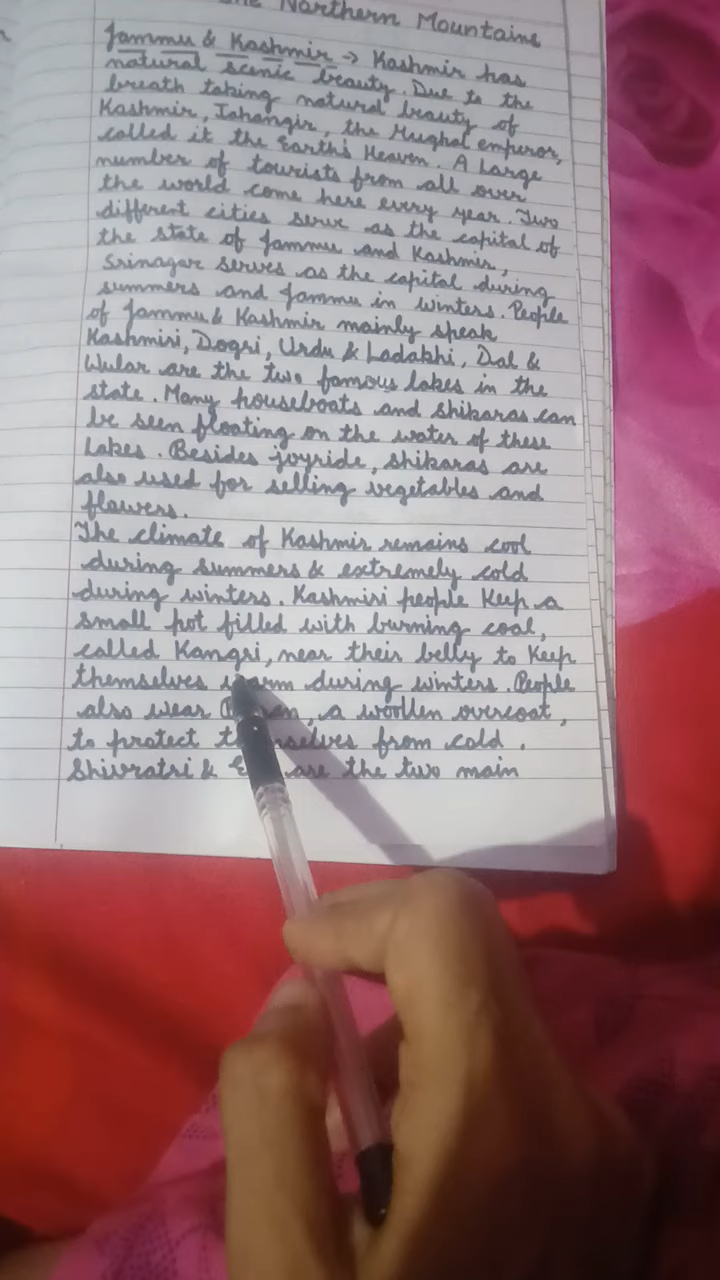 The Northern Mountains
Jammu & Kashmir → Kashmir has
natural scenic beauty. Due to the
breath taking natural beauty of
Kashmir, Jahangir, the Mughal emperor,
called it the Earth's Heaven. A Large
number of tourists from all over
the world come here every year. Two
different cities serve as the capital of
the state of Jammu and Kashmir,
Srinagar serves as the capital during
summers and Jammu in winters. People
of Jammu & Kashmir mainly speak
Kashmiri, Dogri, Urdu & Ladakhi, Dal &
Wular are the two famous lakes in the
state. Many houseboats and shikaras can
be seen floating on the water of these
Lakes. Besides joyride, shikaras are
also used for selling vegetables and
flowers.
The climate of Kashmir remains cool
during summers & extremely cold
during winters. Kashmiri people Keep a
small pot filled with burning coal,
called Kangri, near their belly to Keep
themselves warm during winters. People
also wear , a woollen overcoat,
to protect themselves from cold.
Shivratri & are the two main